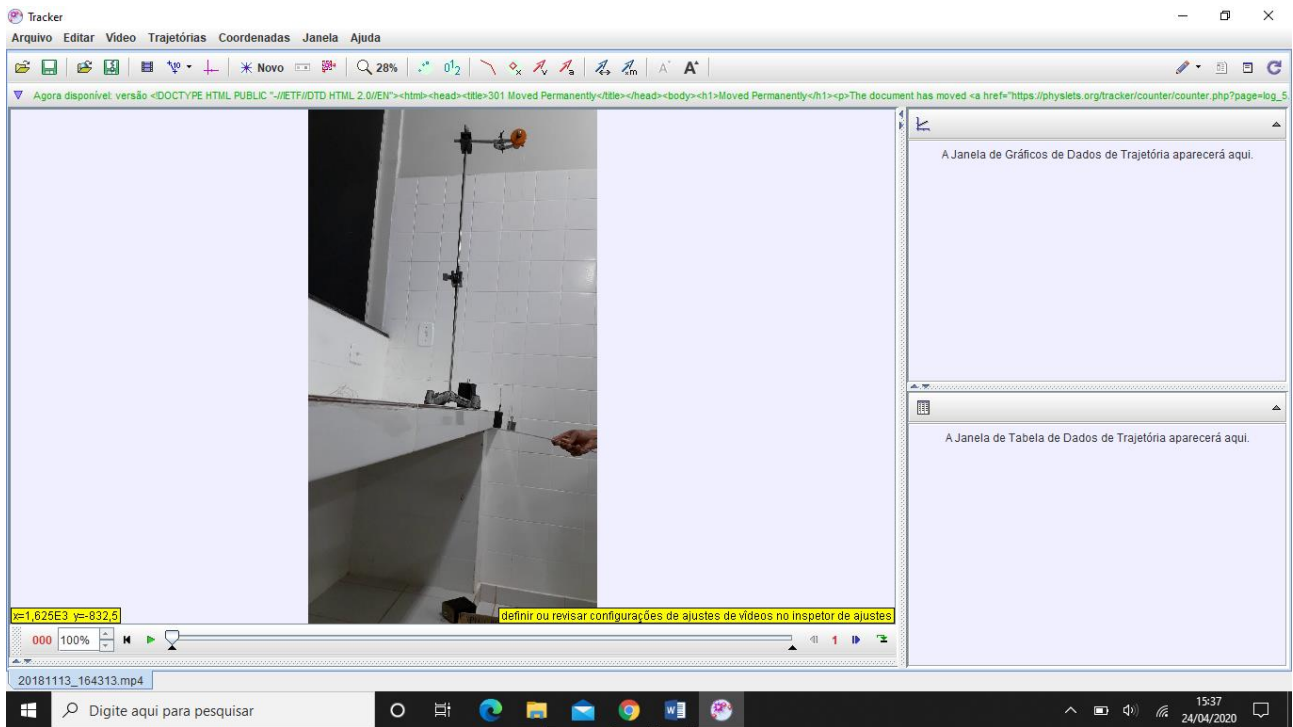 Tracker
Arquivo Editar Vídeo Trajetórias Coordenadas Janela Ajuda
Novo 28%
Agora disponível: versão <!DOCTYPE HTML PUBLIC "-//IETF//DTD HTML 2.0//EN"><html><head><title>301 Moved Permanently</title></head><body><h1>Moved Permanently</h1><p>The document has moved <a href="https://physlets.org/tracker/counter/counter.php?page=log_5.
A Janela de Gráficos de Dados de Trajetória aparecerá aqui.
A Janela de Tabela de Dados de Trajetória aparecerá aqui.
x=1,625E3 y=-832,5
definir ou revisar configurações de ajustes de vídeos no inspetor de ajustes
000 100% 1
20181113_164313.mp4
Digite aqui para pesquisar
15:37
24/04/2020